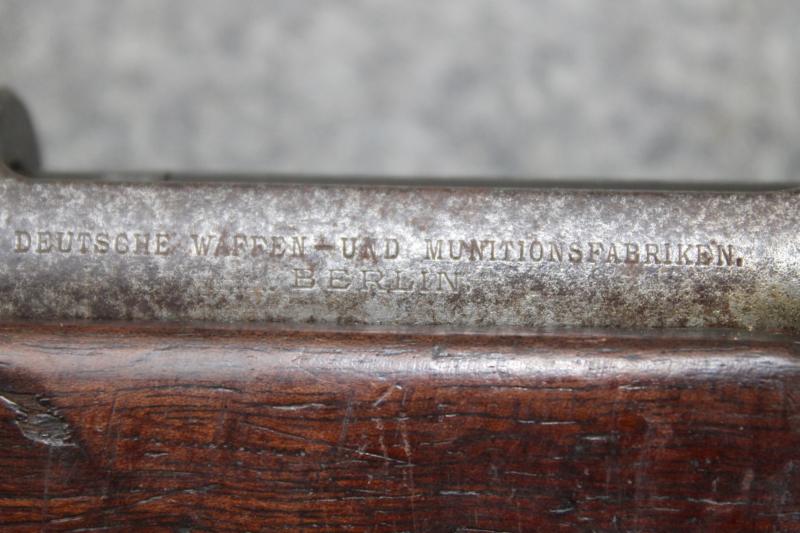 DEUTSCHE WAFFEN-UND MUNITIONSFABRIKEN.
BERLIN.